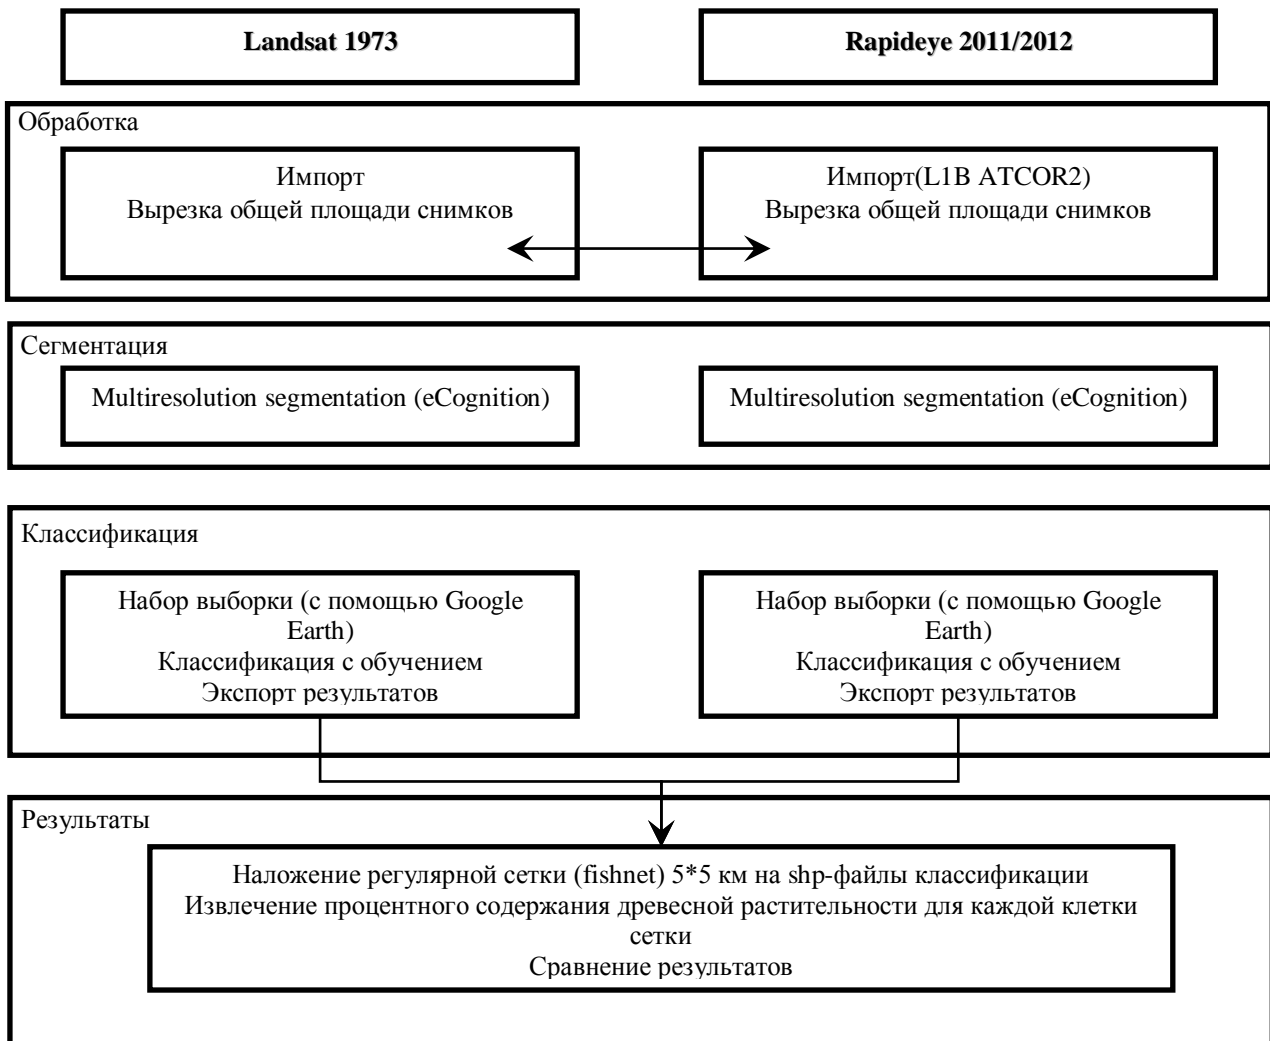 Landsat 1973
Rapideye 2011/2012
Обработка
Импорт
Вырезка общей площади снимков
Импорт(L1B ATCOR2)
Вырезка общей площади снимков
Сегментация
Multiresolution segmentation (eCognition)
Multiresolution segmentation (eCognition)
Классификация
Набор выборки (с помощью Google
Earth)
Классификация с обучением
Экспорт результатов
Набор выборки (с помощью Google
Earth)
Классификация с обучением
Экспорт результатов
Результаты
Наложение регулярной сетки (fishnet) 5*5 км на shp-файлы классификации
Извлечение процентного содержания древесной растительности для каждой клетки
сетки
Сравнение результатов